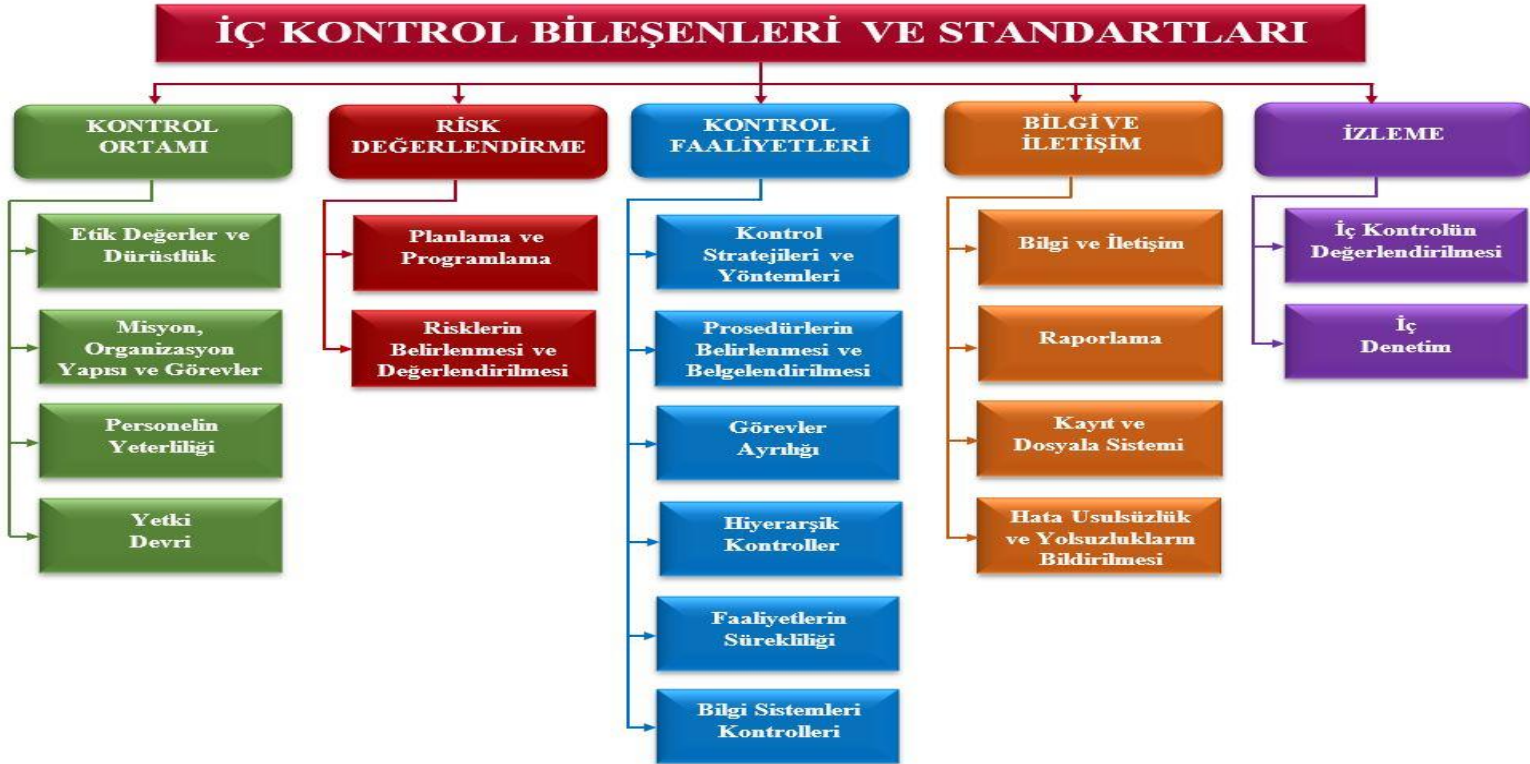 İÇ KONTROL BİLEŞENLERİ VE STANDARTLARI
KONTROL
ORTAMI
Etik Değerler ve
Dürüstlük
Misyon,
Organizasyon
Yapısı ve Görevler
Personelin
Yeterliliği
Yetki
Devri
RİSK
DEĞERLENDİRME
Planlama ve
Programlama
Risklerin
Belirlenmesi ve
Değerlendirilmesi
KONTROL
FAALİYETLERİ
Kontrol
Stratejileri ve
Yöntemleri
Prosedürlerin
Belirlenmesi ve
Belgelendirilmesi
Görevler
Ayrılığı
Hiyerarşik
Kontroller
Faaliyetlerin
Sürekliliği
Bilgi Sistemleri
Kontrolleri
BİLGİ VE
İLETİŞİM
Bilgi ve İletişim
Raporlama
Kayıt ve
Dosyala Sistemi
Hata Usulsüzlük
ve Yolsuzlukların
Bildirilmesi
İZLEME
İç Kontrolün
Değerlendirilmesi
İç
Denetim